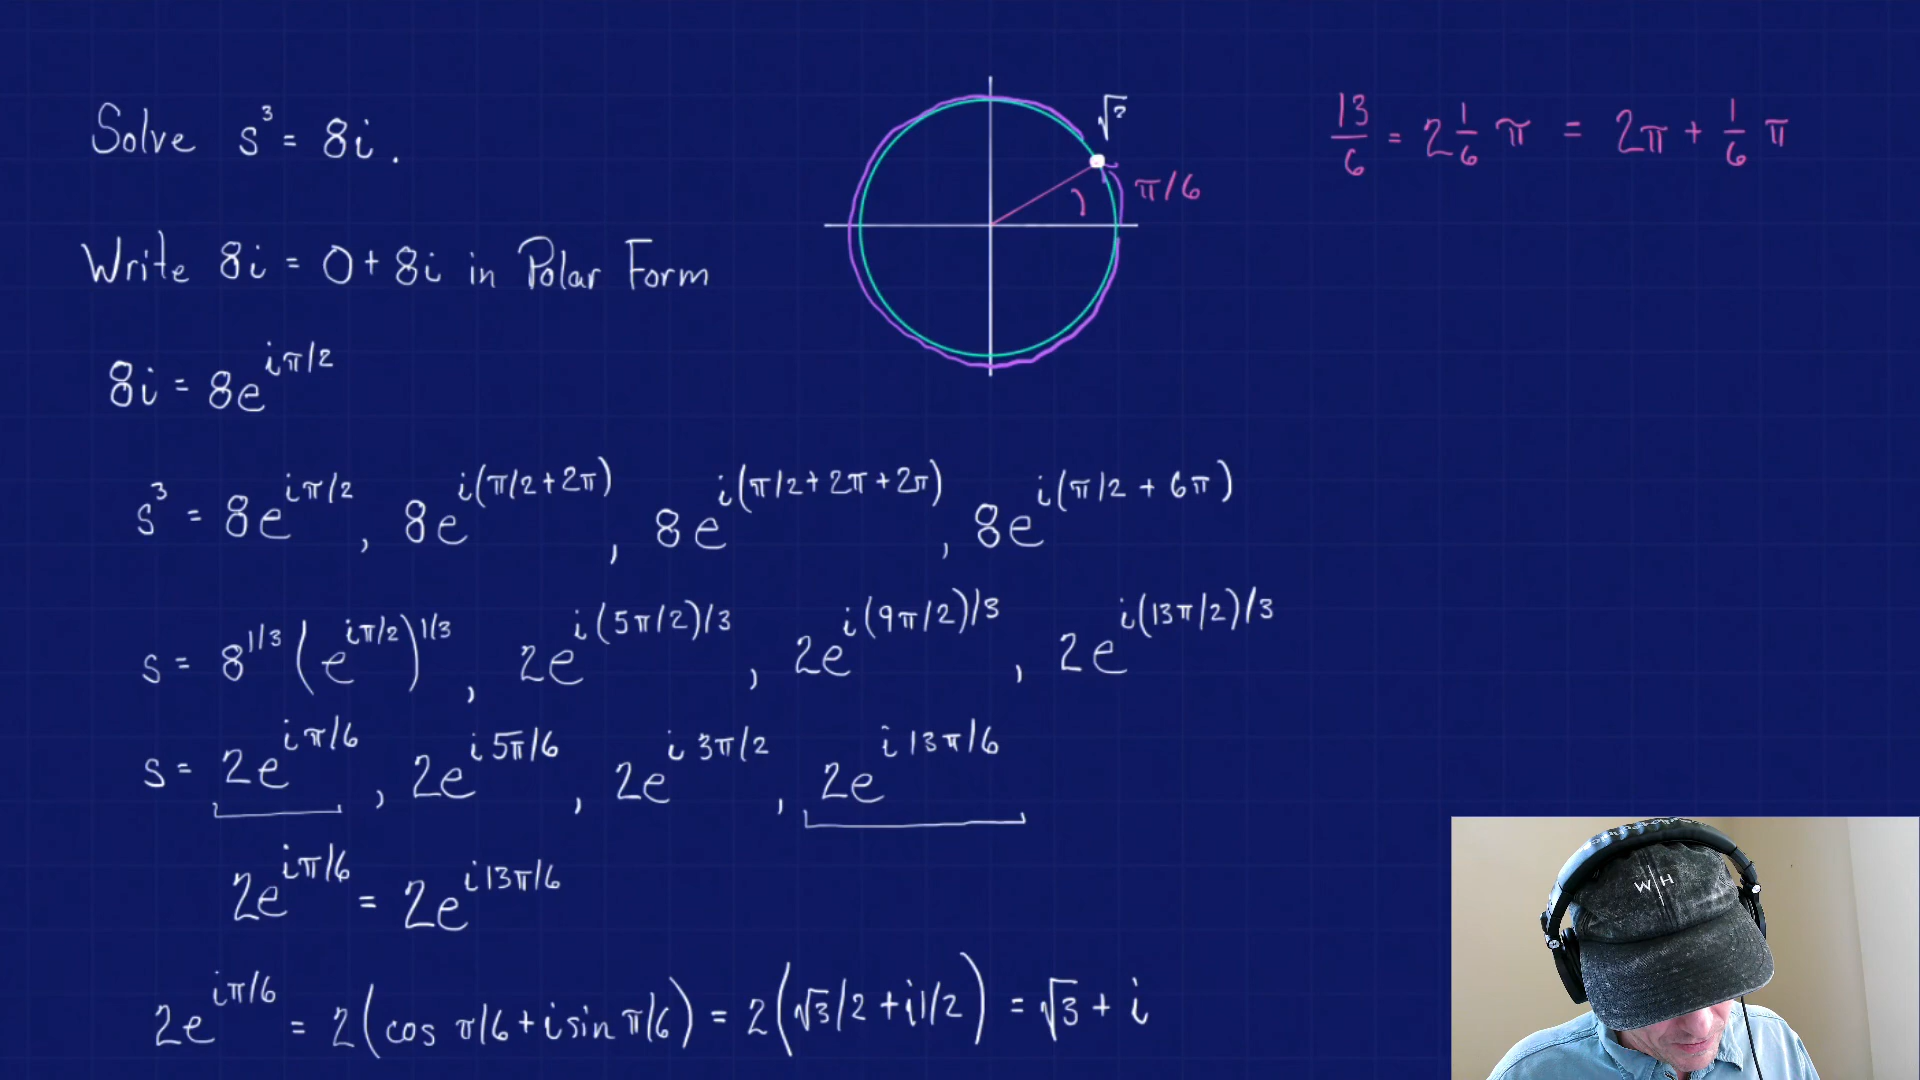 Solve s³ = 8i.
Write 8i = 0 + 8i in Polar Form
8i = 8e^{iπ/2}
s³ = 8e^{iπ/2}, 8e^{i(π/2+2π)}, 8e^{i(π/2+2π+2π)}, 8e^{i(π/2+6π)}
s = 8^{1/3}(e^{iπ/2})^{1/3}, 2e^{i(5π/2)/3}, 2e^{i(9π/2)/3}, 2e^{i(13π/2)/3}
s = 2e^{iπ/6}, 2e^{i5π/6}, 2e^{i3π/2}, 2e^{i13π/6}
2e^{iπ/6} = 2e^{i13π/6}
2e^{iπ/6} = 2(cos π/6 + i sin π/6) = 2(√3/2 + i1/2) = √3 + i
π/6
13/6 = 2 1/6 π = 2π + 1/6 π
W H